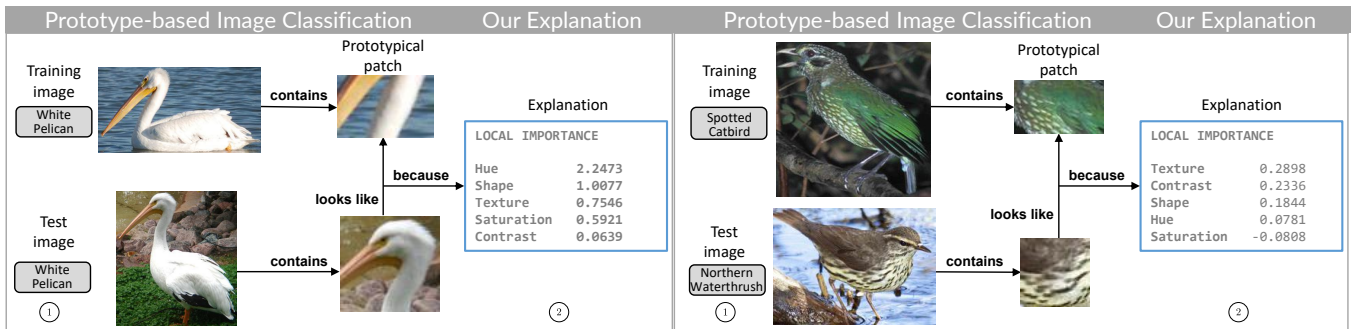 Prototype-based Image Classification
Our Explanation
Training
image
White
Pelican
contains
Prototypical
patch
Explanation
LOCAL IMPORTANCE
Hue 2.2473
Shape 1.0077
Texture 0.7546
Saturation 0.5921
Contrast 0.0639
because
looks like
Test
image
White
Pelican
contains
1
2
Prototype-based Image Classification
Our Explanation
Training
image
Spotted
Catbird
contains
Prototypical
patch
Explanation
LOCAL IMPORTANCE
Texture 0.2898
Contrast 0.2336
Shape 0.1844
Hue 0.0781
Saturation -0.0808
because
looks like
Test
image
Northern
Waterthrush
contains
1
2